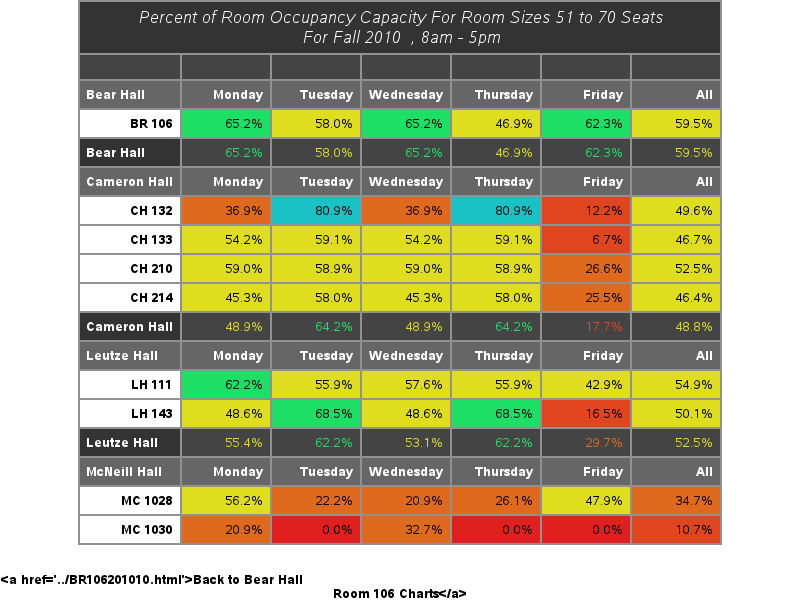 Percent of Room Occupancy Capacity For Room Sizes 51 to 70 Seats
For Fall 2010 , 8am - 5pm
Bear Hall Monday Tuesday Wednesday Thursday Friday All
BR 106 65.2% 58.0% 65.2% 46.9% 62.3% 59.5%
Bear Hall 65.2% 58.0% 65.2% 46.9% 62.3% 59.5%
Cameron Hall Monday Tuesday Wednesday Thursday Friday All
CH 132 36.9% 80.9% 36.9% 80.9% 12.2% 49.6%
CH 133 54.2% 59.1% 54.2% 59.1% 6.7% 46.7%
CH 210 59.0% 58.9% 59.0% 58.9% 26.6% 52.5%
CH 214 45.3% 58.0% 45.3% 58.0% 25.5% 46.4%
Cameron Hall 48.9% 64.2% 48.9% 64.2% 17.7% 48.8%
Leutze Hall Monday Tuesday Wednesday Thursday Friday All
LH 111 62.2% 55.9% 57.6% 55.9% 42.9% 54.9%
LH 143 48.6% 68.5% 48.6% 68.5% 16.5% 50.1%
Leutze Hall 55.4% 62.2% 53.1% 62.2% 29.7% 52.5%
McNeill Hall Monday Tuesday Wednesday Thursday Friday All
MC 1028 56.2% 22.2% 20.9% 26.1% 47.9% 34.7%
MC 1030 20.9% 0.0% 32.7% 0.0% 0.0% 10.7%
<a href='../BR106201010.html'>Back to Bear Hall
Room 106 Charts</a>